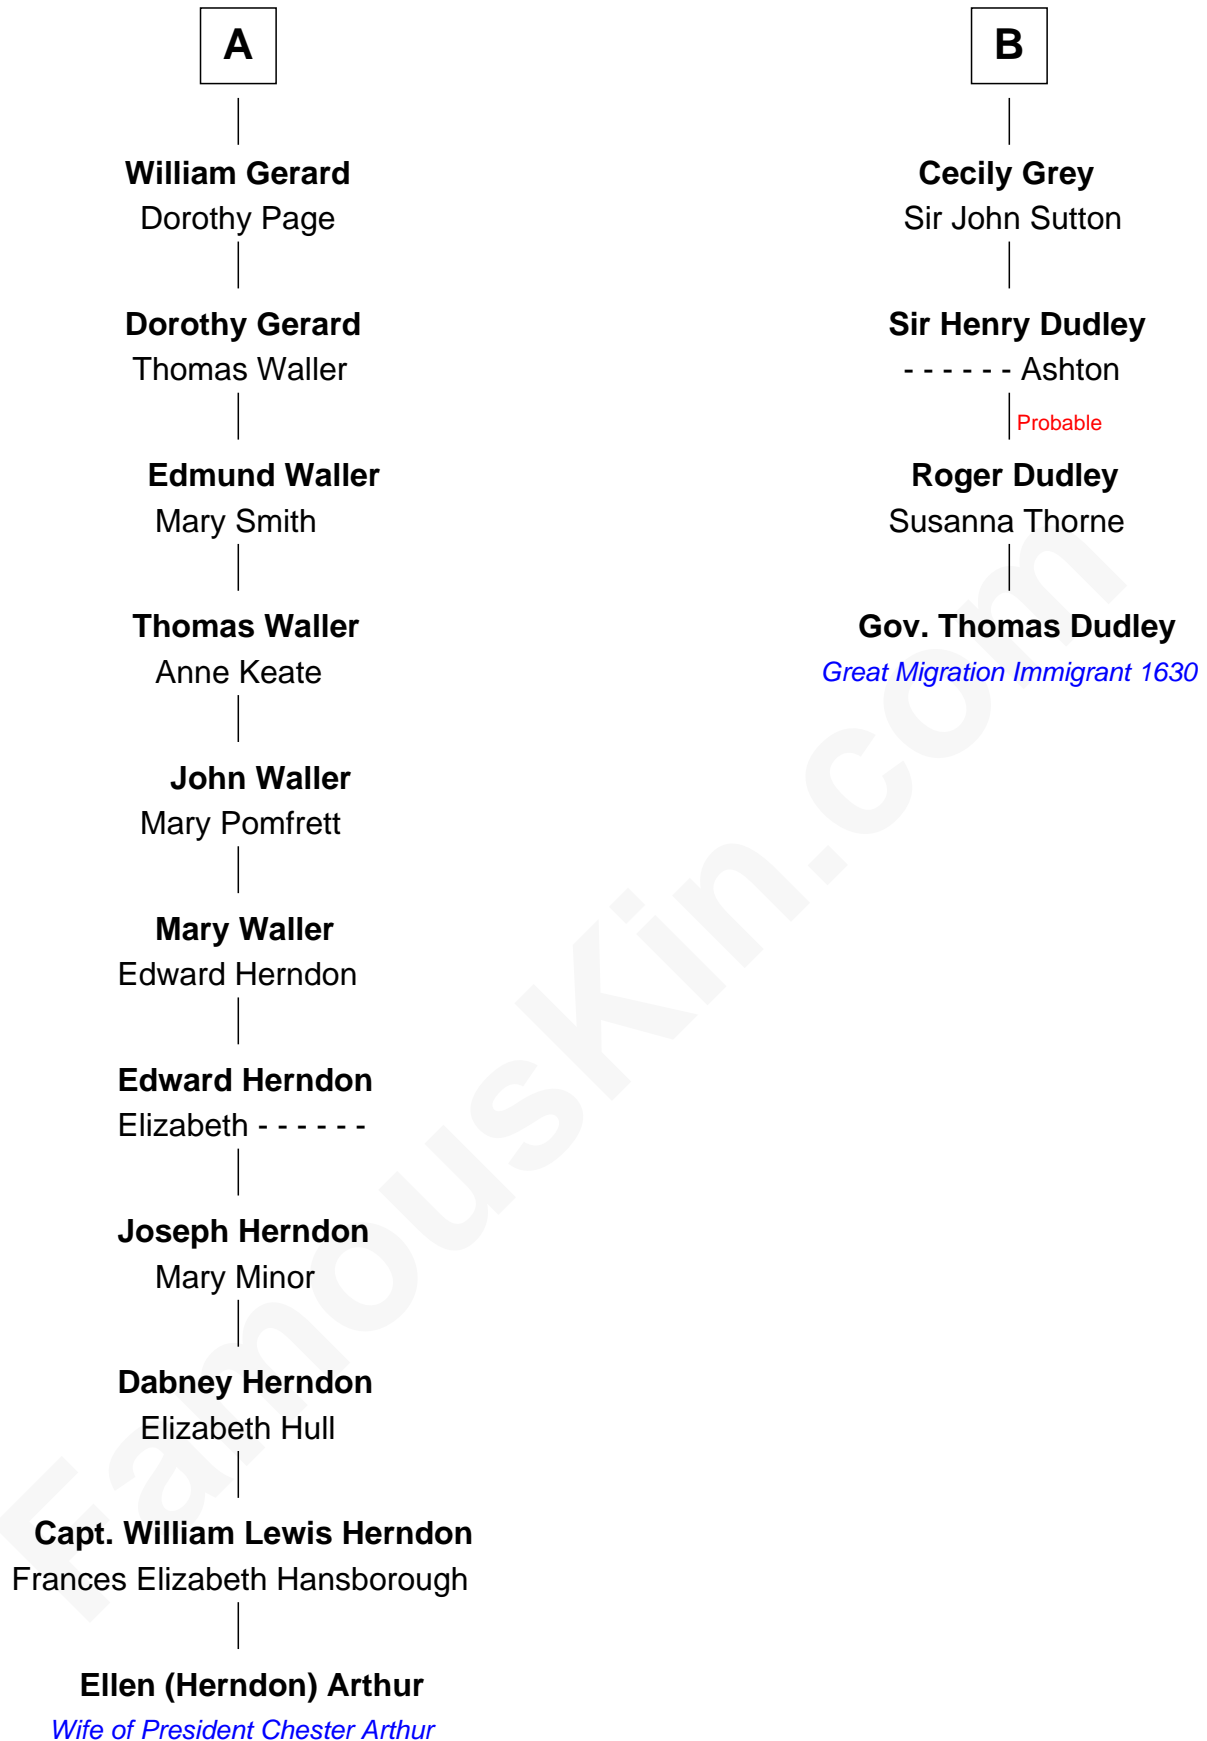 A
William Gerard
Dorothy Page
Dorothy Gerard
Thomas Waller
Edmund Waller
Mary Smith
Thomas Waller
Anne Keate
John Waller
Mary Pomfrett
Mary Waller
Edward Herndon
Edward Herndon
Elizabeth - - - - - -
Joseph Herndon
Mary Minor
Dabney Herndon
Elizabeth Hull
Capt. William Lewis Herndon
Frances Elizabeth Hansborough
Ellen (Herndon) Arthur
Wife of President Chester Arthur
B
Cecily Grey
Sir John Sutton
Sir Henry Dudley
- - - - - - Ashton
Probable
Roger Dudley
Susanna Thorne
Gov. Thomas Dudley
Great Migration Immigrant 1630
FamousKin.com